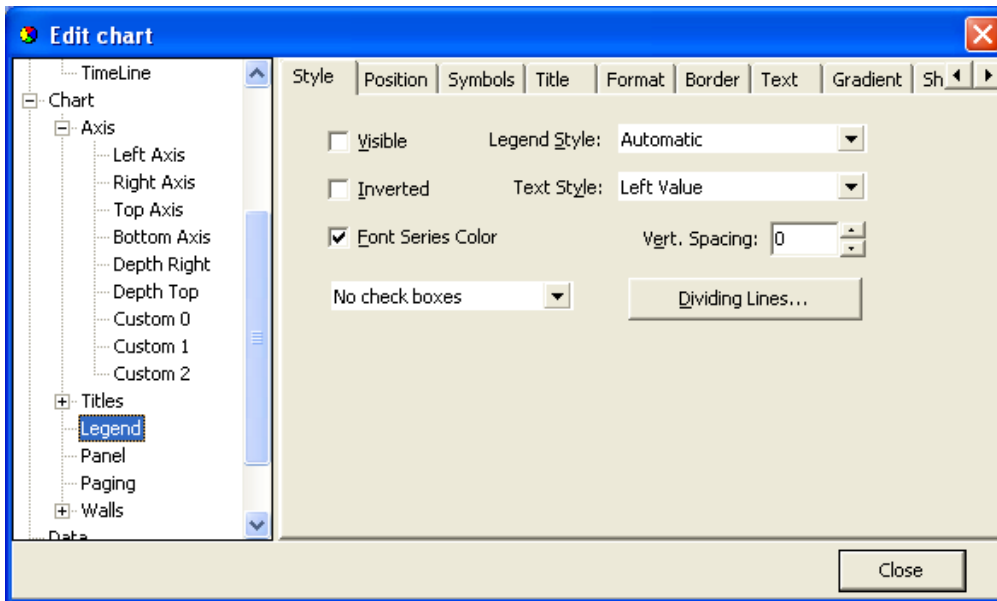 Edit chart
TimeLine
Chart
Axis
Left Axis
Right Axis
Top Axis
Bottom Axis
Depth Right
Depth Top
Custom 0
Custom 1
Custom 2
Titles
Legend
Panel
Paging
Walls
Data
Style Position Symbols Title Format Border Text Gradient Sh
Visible Legend Style: Automatic
Inverted Text Style: Left Value
Font Series Color Vert. Spacing: 0
No check boxes Dividing Lines...
Close